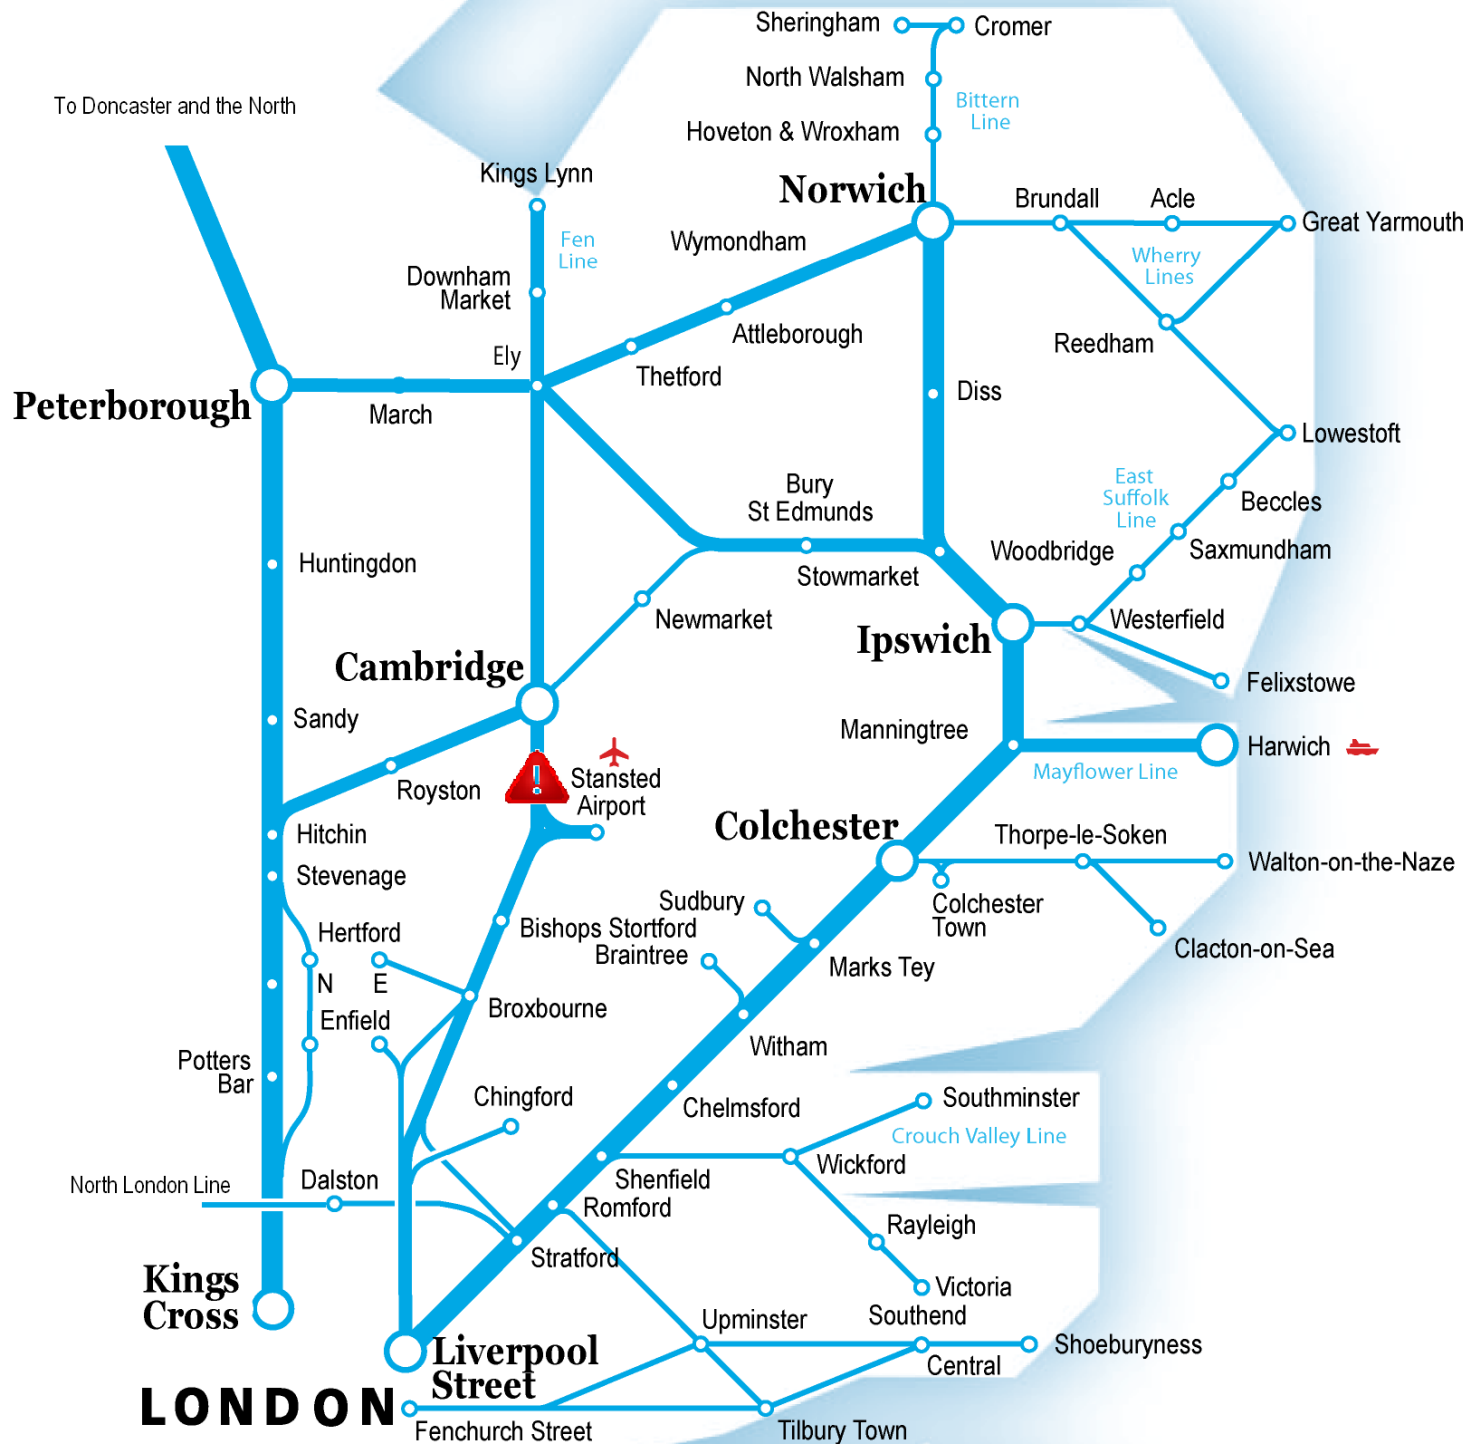 Sheringham
Cromer
North Walsham
Bittern
Line
To Doncaster and the North
Hoveton & Wroxham
Kings Lynn
Norwich
Brundall
Acle
Great Yarmouth
Wymondham
Fen
Line
Wherry
Lines
Downham
Market
Attleborough
Reedham
Ely
Thetford
Diss
Peterborough
March
Lowestoft
Bury
St Edmunds
East
Suffolk
Line
Beccles
Woodbridge
Saxmundham
Huntingdon
Stowmarket
Newmarket
Ipswich
Westerfield
Cambridge
Felixstowe
Sandy
Manningtree
Harwich
Mayflower Line
Royston
!
Stansted
Airport
Colchester
Thorpe-le-Soken
Hitchin
Walton-on-the-Naze
Stevenage
Sudbury
Colchester
Town
Hertford
Bishops Stortford
Braintree
Clacton-on-Sea
Marks Tey
N
E
Enfield
Broxbourne
Witham
Potters
Bar
Chingford
Chelmsford
Southminster
Crouch Valley Line
Wickford
North London Line
Dalston
Shenfield
Romford
Rayleigh
Stratford
Kings
Cross
Victoria
Southend
Central
Upminster
Shoeburyness
Liverpool
Street
LONDON
Fenchurch Street
Tilbury Town